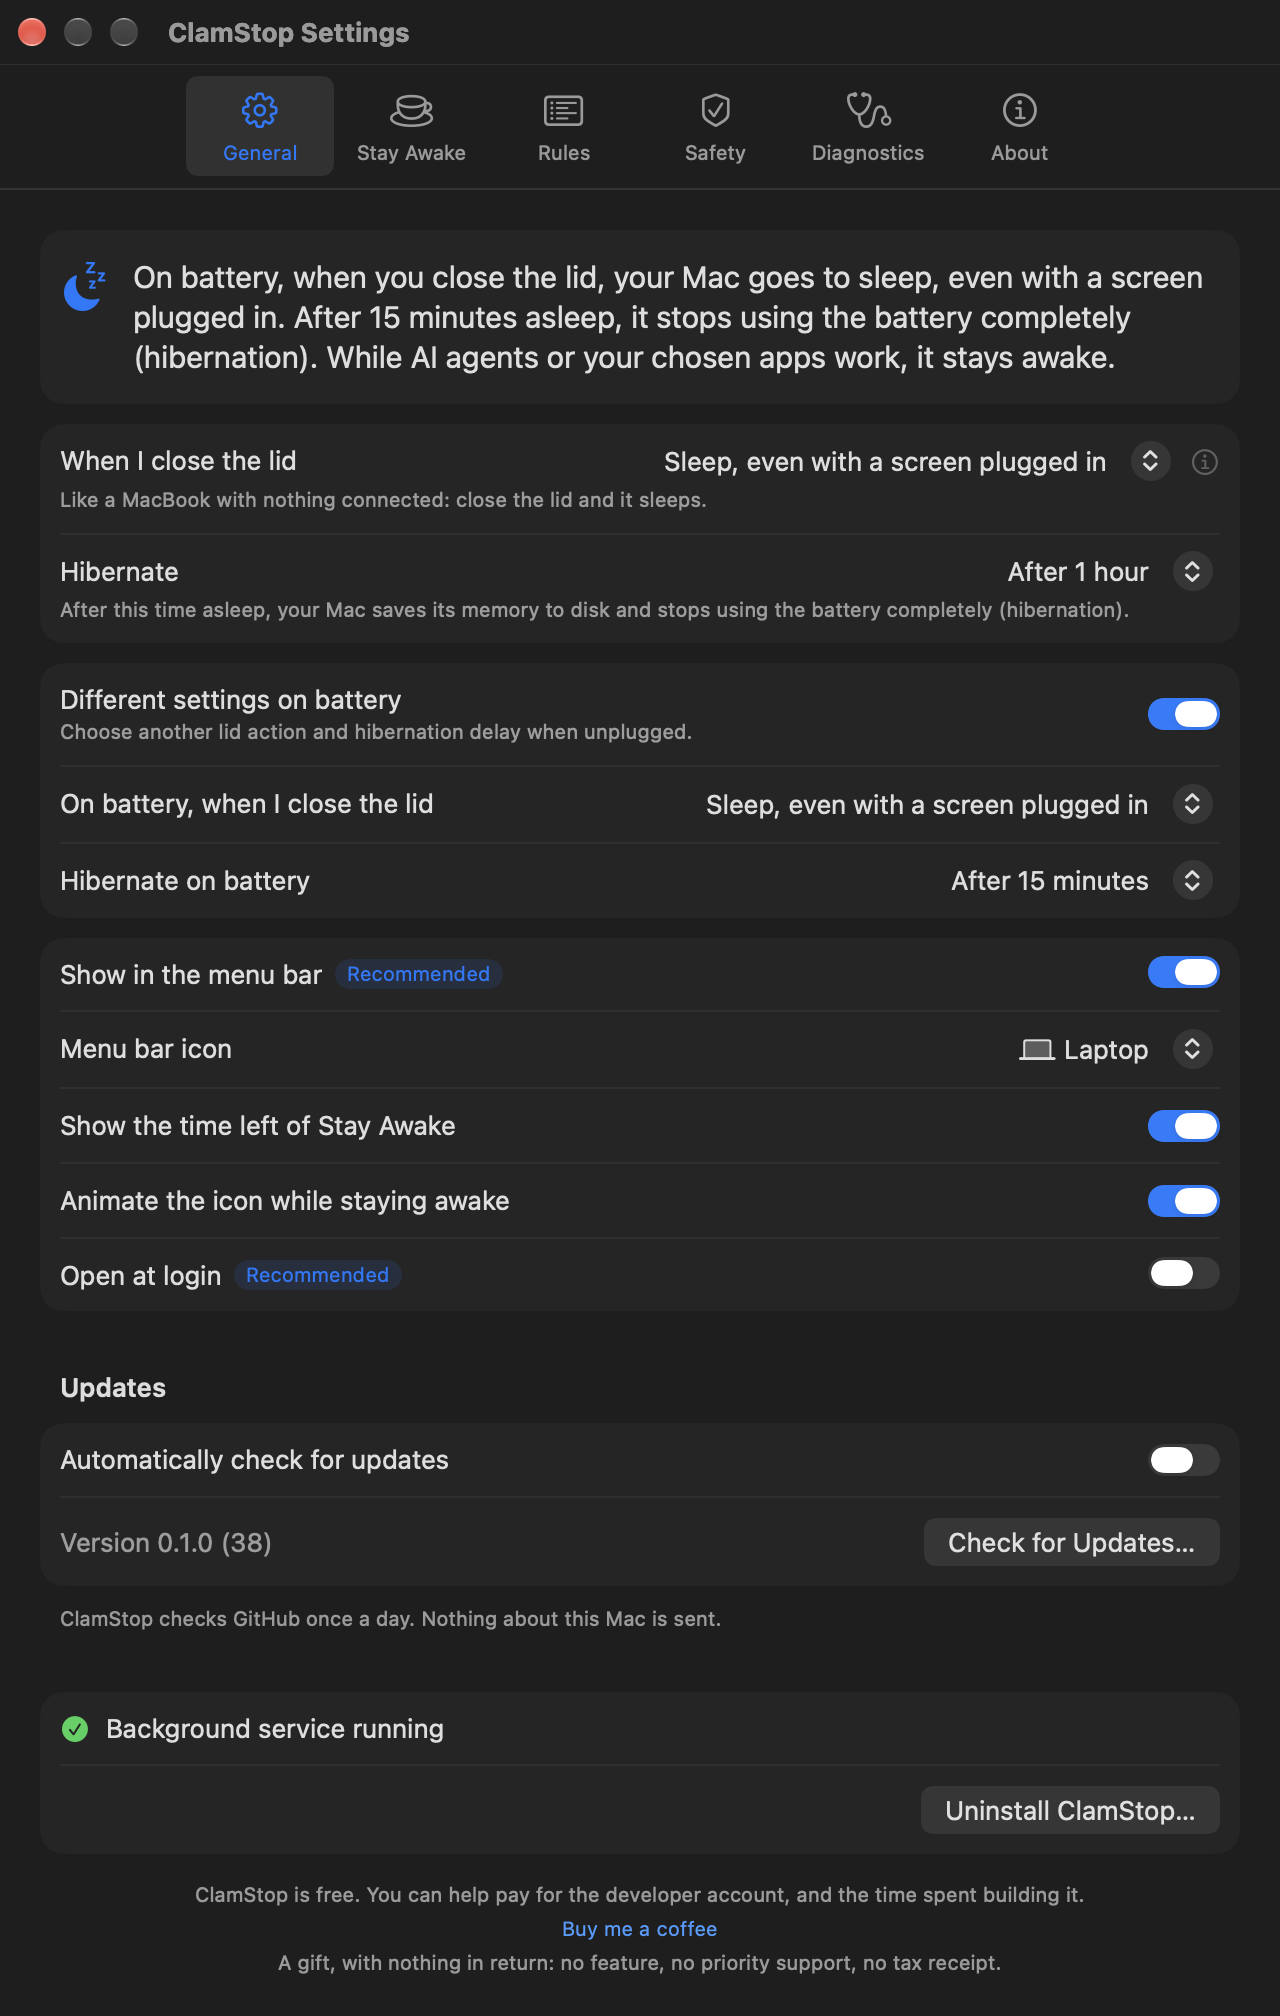 ClamStop Settings
General
Stay Awake
Rules
Safety
Diagnostics
About
On battery, when you close the lid, your Mac goes to sleep, even with a screen
plugged in. After 15 minutes asleep, it stops using the battery completely
(hibernation). While AI agents or your chosen apps work, it stays awake.
When I close the lid
Sleep, even with a screen plugged in
Like a MacBook with nothing connected: close the lid and it sleeps.
Hibernate
After 1 hour
After this time asleep, your Mac saves its memory to disk and stops using the battery completely (hibernation).
Different settings on battery
Choose another lid action and hibernation delay when unplugged.
On battery, when I close the lid
Sleep, even with a screen plugged in
Hibernate on battery
After 15 minutes
Show in the menu bar
Recommended
Menu bar icon
Laptop
Show the time left of Stay Awake
Animate the icon while staying awake
Open at login
Recommended
Updates
Automatically check for updates
Version 0.1.0 (38)
Check for Updates...
ClamStop checks GitHub once a day. Nothing about this Mac is sent.
Background service running
Uninstall ClamStop...
ClamStop is free. You can help pay for the developer account, and the time spent building it.
Buy me a coffee
A gift, with nothing in return: no feature, no priority support, no tax receipt.